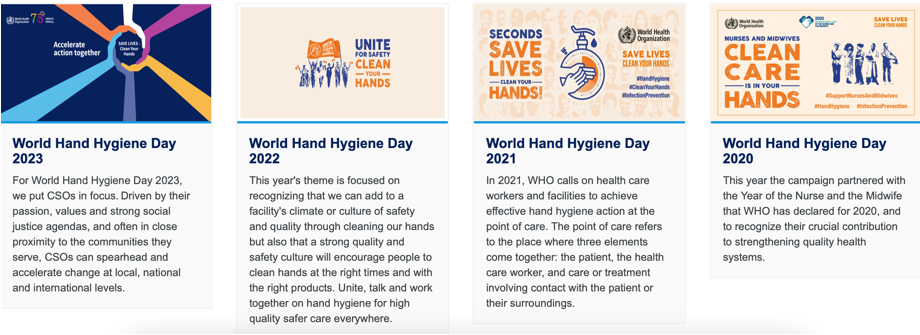 World Health
Organization
75
HEALTH
FOR ALL
Accelerate
action together
SAVE LIVES
Clean Your
Hands
World Hand Hygiene Day
2023
For World Hand Hygiene Day 2023,
we put CSOs in focus. Driven by their
passion, values and strong social
justice agendas, and often in close
proximity to the communities they
serve, CSOs can spearhead and
accelerate change at local, national
and international levels.
UNITE
FOR SAFETY
CLEAN
YOUR
HANDS
World Hand Hygiene Day
2022
This year's theme is focused on
recognizing that we can add to a
facility's climate or culture of safety
and quality through cleaning our hands
but also that a strong quality and
safety culture will encourage people to
clean hands at the right times and with
the right products. Unite, talk and work
together on hand hygiene for high
quality safer care everywhere.
SECONDS
SAVE
LIVES
CLEAN YOUR
HANDS!
World Health
Organization
SAVE LIVES
CLEAN YOUR HANDS
#HandHygiene
#CleanYourHands
#InfectionPrevention
World Hand Hygiene Day
2021
In 2021, WHO calls on health care
workers and facilities to achieve
effective hand hygiene action at the
point of care. The point of care refers
to the place where three elements
come together: the patient, the health
care worker, and care or treatment
involving contact with the patient or
their surroundings.
World Health
Organization
2020
SAVE LIVES
CLEAN YOUR HANDS
NURSES AND MIDWIVES
CLEAN
CARE
IS IN YOUR
HANDS
#SupportNursesAndMidwives
#HandHygiene #InfectionPrevention
World Hand Hygiene Day
2020
This year the campaign partnered with
the Year of the Nurse and the Midwife
that WHO has declared for 2020, and
to recognize their crucial contribution
to strengthening quality health
systems.